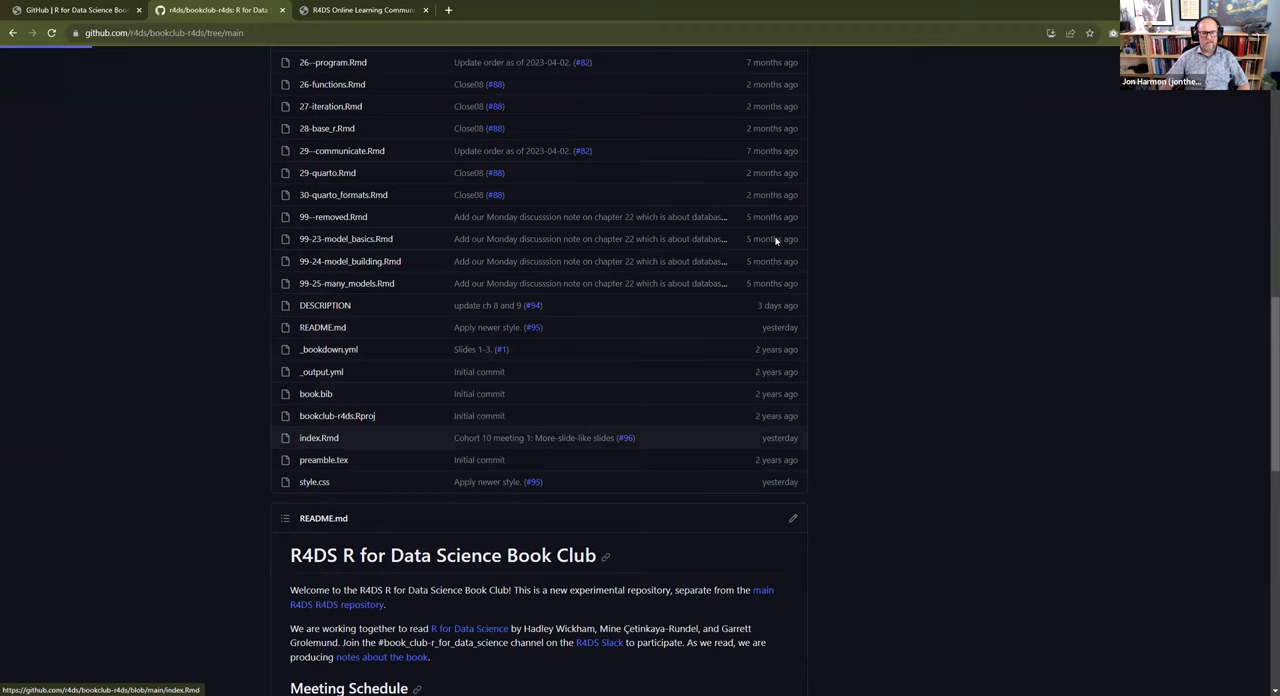 GitHub | R for Data Science Boo
r4ds/bookclub-r4ds: R for Data
R4DS Online Learning Commun
github.com/r4ds/bookclub-r4ds/tree/main
Jon Harmon (jonthe...
26--program.Rmd Update order as of 2023-04-02. (#82) 7 months ago
26-functions.Rmd Close08 (#88) 2 months ago
27-iteration.Rmd Close08 (#88) 2 months ago
28-base_r.Rmd Close08 (#88) 2 months ago
29--communicate.Rmd Update order as of 2023-04-02. (#82) 7 months ago
29-quarto.Rmd Close08 (#88) 2 months ago
30-quarto_formats.Rmd Close08 (#88) 2 months ago
99--removed.Rmd Add our Monday discusssion note on chapter 22 which is about databas... 5 months ago
99-23-model_basics.Rmd Add our Monday discusssion note on chapter 22 which is about databas... 5 months ago
99-24-model_building.Rmd Add our Monday discusssion note on chapter 22 which is about databas... 5 months ago
99-25-many_models.Rmd Add our Monday discusssion note on chapter 22 which is about databas... 5 months ago
DESCRIPTION update ch 8 and 9 (#94) 3 days ago
README.md Apply newer style. (#95) yesterday
_bookdown.yml Slides 1-3. (#1) 2 years ago
_output.yml Initial commit 2 years ago
book.bib Initial commit 2 years ago
bookclub-r4ds.Rproj Initial commit 2 years ago
index.Rmd Cohort 10 meeting 1: More-slide-like slides (#96) yesterday
preamble.tex Initial commit 2 years ago
style.css Apply newer style. (#95) yesterday
README.md
R4DS R for Data Science Book Club
Welcome to the R4DS R for Data Science Book Club! This is a new experimental repository, separate from the main
R4DS R4DS repository.
We are working together to read R for Data Science by Hadley Wickham, Mine Çetinkaya-Rundel, and Garrett
Grolemund. Join the #book_club-r_for_data_science channel on the R4DS Slack to participate. As we read, we are
producing notes about the book.
Meeting Schedule
https://github.com/r4ds/bookclub-r4ds/blob/main/index.Rmd